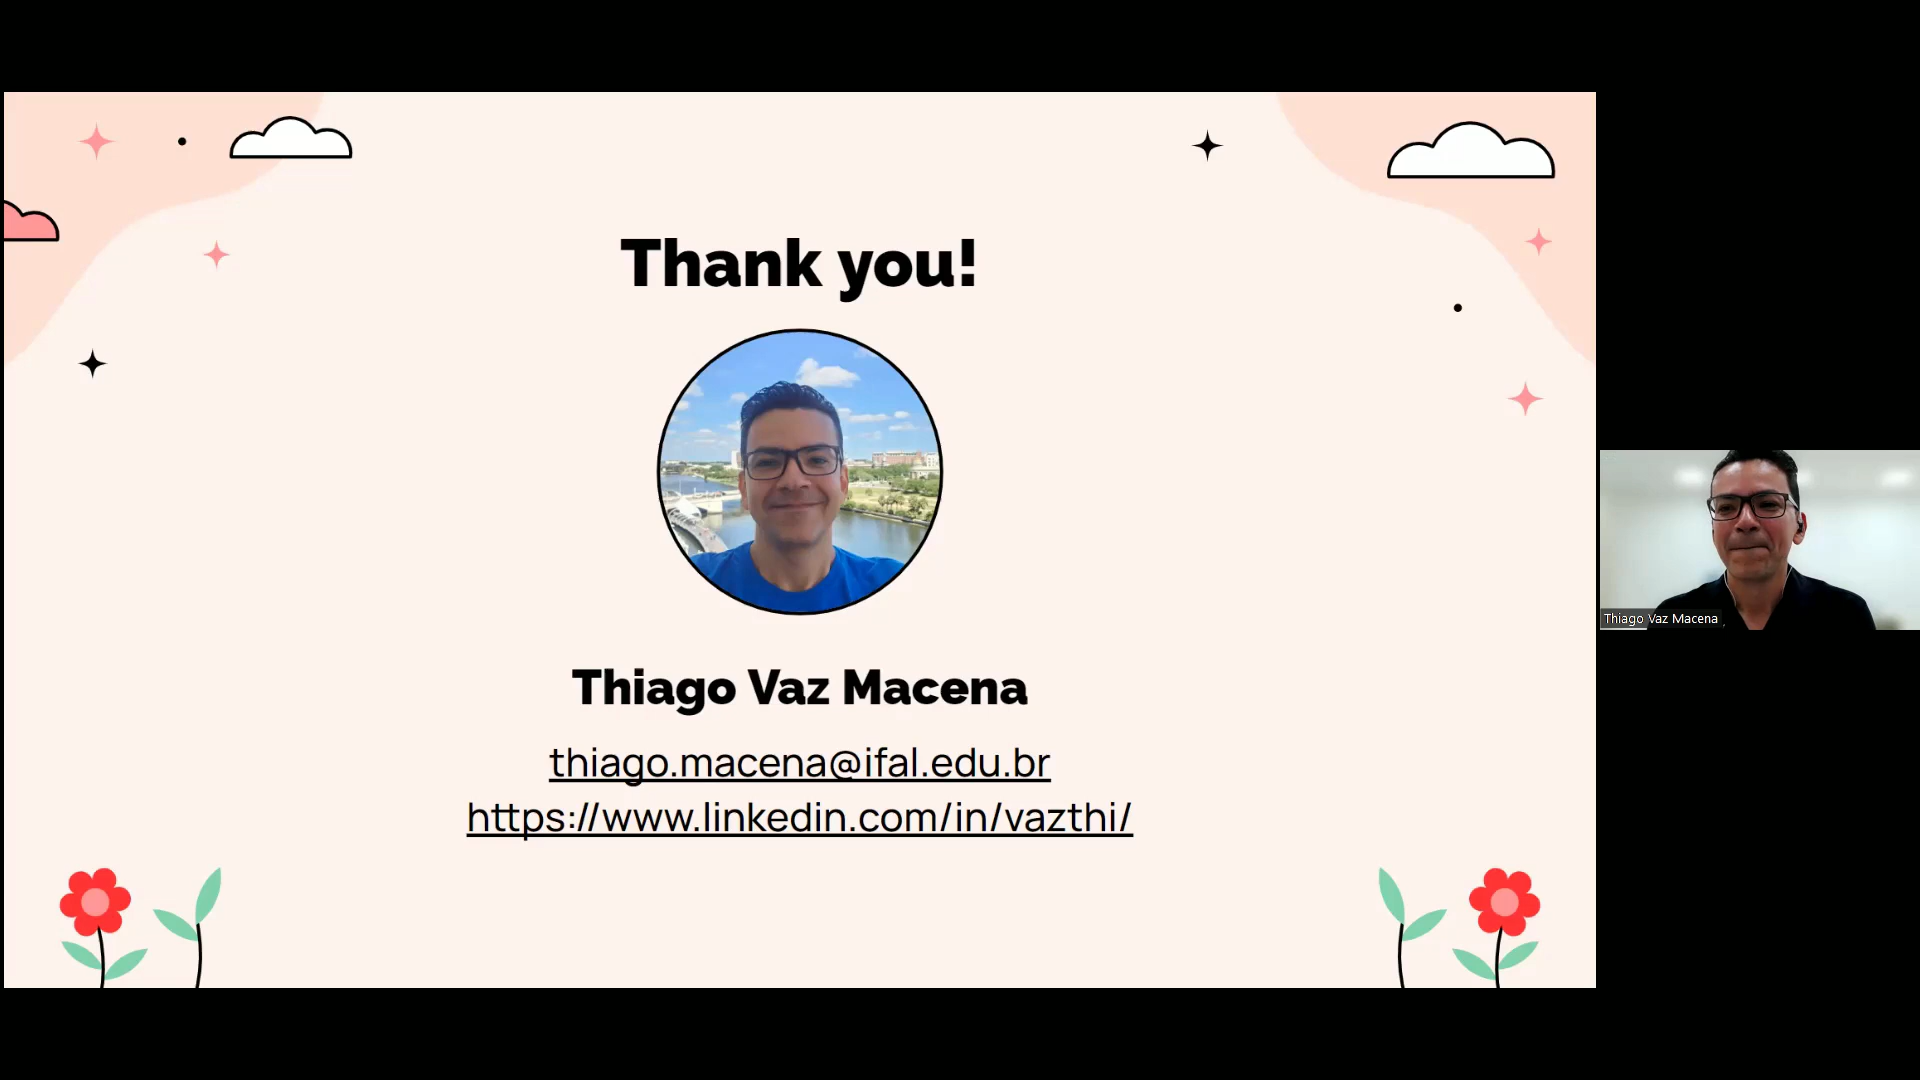 Thank you!
Thiago Vaz Macena
thiago.macena@ifal.edu.br
https://www.linkedin.com/in/vazthi/
Thiago Vaz Macena